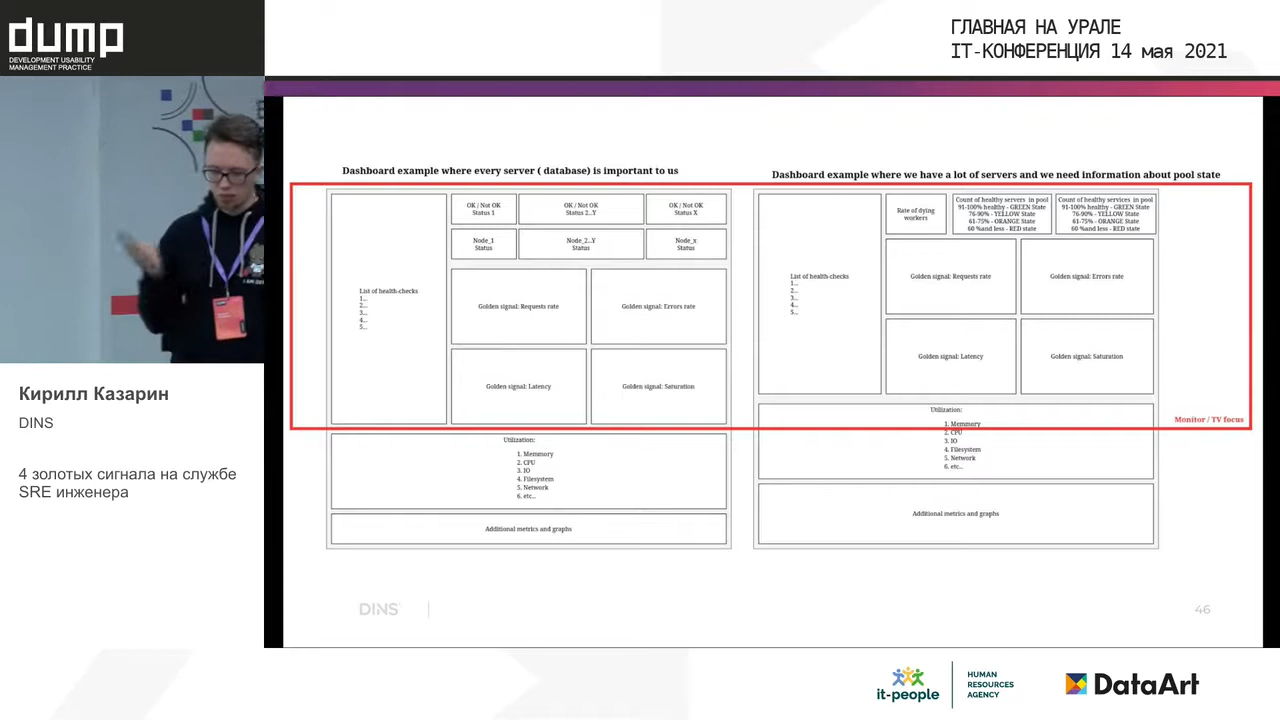 dump
DEVELOPMENT USABILITY
MANAGEMENT PRACTICE
ГЛАВНАЯ НА УРАЛЕ
IT-КОНФЕРЕНЦИЯ 14 мая 2021
Кирилл Казарин
DINS
4 золотых сигнала на службе
SRE инженера
Dashboard example where every server ( database) is important to us
OK / Not OK
Status 1
OK / Not OK
Status 2...Y
OK / Not OK
Status X
Node_1
Status
Node_2...Y
Status
Node_x
Status
List of health-checks
1...
2...
3...
4...
5...
Golden signal: Requests rate
Golden signal: Errors rate
Golden signal: Latency
Golden signal: Saturation
Utilization:
1. Memmory
2. CPU
3. IO
4. Filesystem
5. Network
6. etc...
Additional metrics and graphs
Dashboard example where we have a lot of servers and we need information about pool state
Rate of dying
workers
Count of healthy servers in pool
91-100% healthy - GREEN State
76-90% - YELLOW State
61-75% - ORANGE State
60 %and less - RED state
Count of healthy services in pool
91-100% healthy - GREEN State
76-90% - YELLOW State
61-75% - ORANGE State
60 %and less - RED state
List of health-checks
1...
2...
3...
4...
5...
Golden signal: Requests rate
Golden signal: Errors rate
Golden signal: Latency
Golden signal: Saturation
Utilization:
1. Memmory
2. CPU
3. IO
4. Filesystem
5. Network
6. etc...
Monitor / TV focus
Additional metrics and graphs
DINS
46
it-people
HUMAN
RESOURCES
AGENCY
DataArt